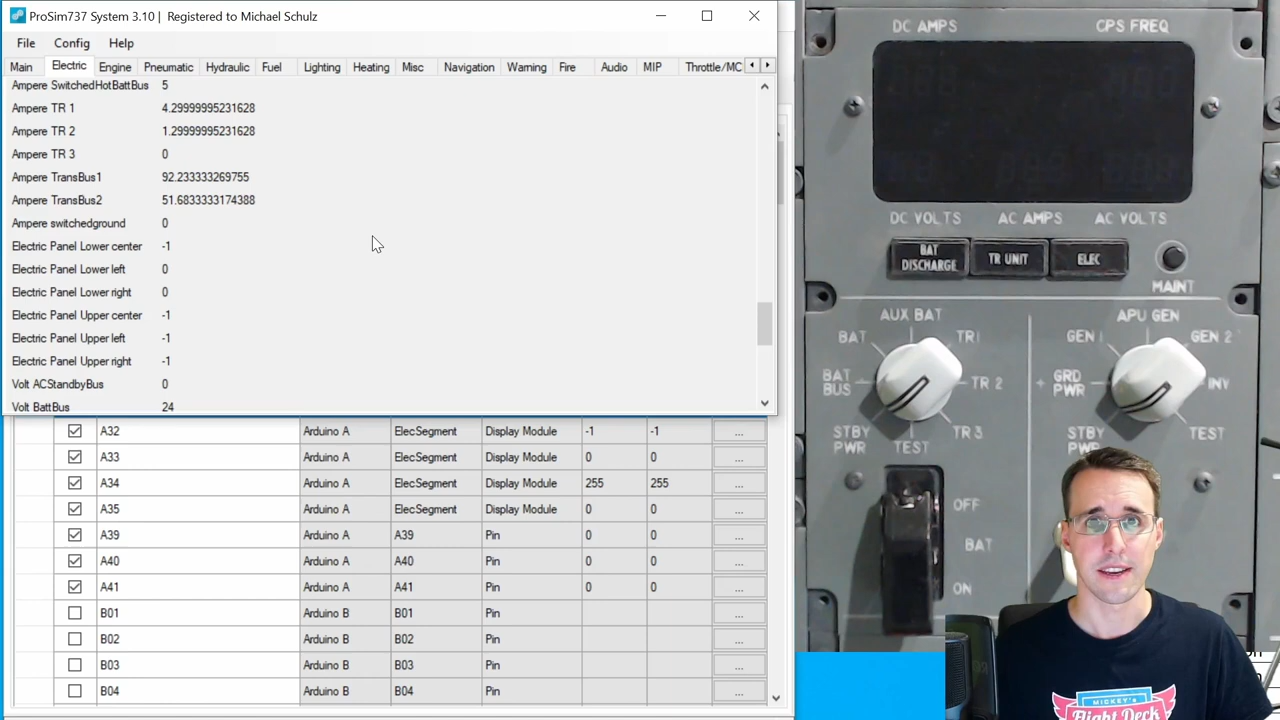 ProSim737 System 3.10 | Registered to Michael Schulz
File Config Help
Main Electric Engine Pneumatic Hydraulic Fuel Lighting Heating Misc Navigation Warning Fire Audio MIP Throttle/MC
Ampere SwitchedHotBattBus 5
Ampere TR 1 4.29999995231628
Ampere TR 2 1.29999995231628
Ampere TR 3 0
Ampere TransBus1 92.233333269755
Ampere TransBus2 51.6833333174388
Ampere switchedground 0
Electric Panel Lower center -1
Electric Panel Lower left 0
Electric Panel Lower right 0
Electric Panel Upper center -1
Electric Panel Upper left -1
Electric Panel Upper right -1
Volt ACStandbyBus 0
Volt BattBus 24
A32 Arduino A ElecSegment Display Module -1 -1 ...
A33 Arduino A ElecSegment Display Module 0 0 ...
A34 Arduino A ElecSegment Display Module 255 255 ...
A35 Arduino A ElecSegment Display Module 0 0 ...
A39 Arduino A A39 Pin 0 0 ...
A40 Arduino A A40 Pin 0 0 ...
A41 Arduino A A41 Pin 0 0 ...
B01 Arduino B B01 Pin ...
B02 Arduino B B02 Pin ...
B03 Arduino B B03 Pin ...
B04 Arduino B B04 Pin ...
DC AMPS CPS FREQ
DC VOLTS AC AMPS AC VOLTS
BAT
DISCHARGE
TR UNIT
ELEC
MAINT
AUX BAT
BAT TR1
BAT
BUS
TR 2
STBY
PWR
TEST
TR 3
APU GEN
GEN 1 GEN 2
GRD
PWR
INV
STBY
PWR
TEST
OFF
BAT
ON
MICKEY's
Flight Deck